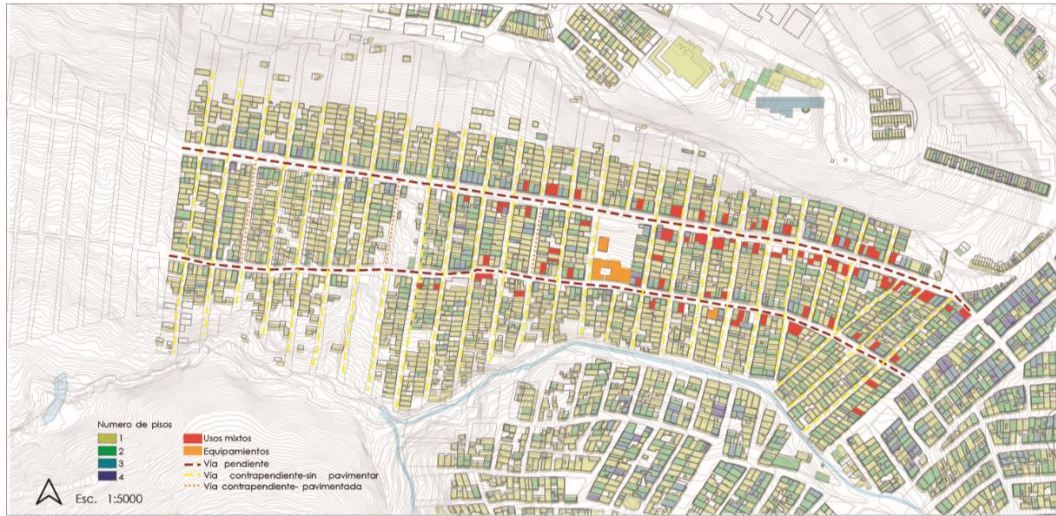 Numero de pisos
1
2
3
4
Usos mixtos
Equipamientos
Vía pendiente
Vía contrapendiente-sin pavimentar
Vía contrapendiente- pavimentada
Esc. 1:5000